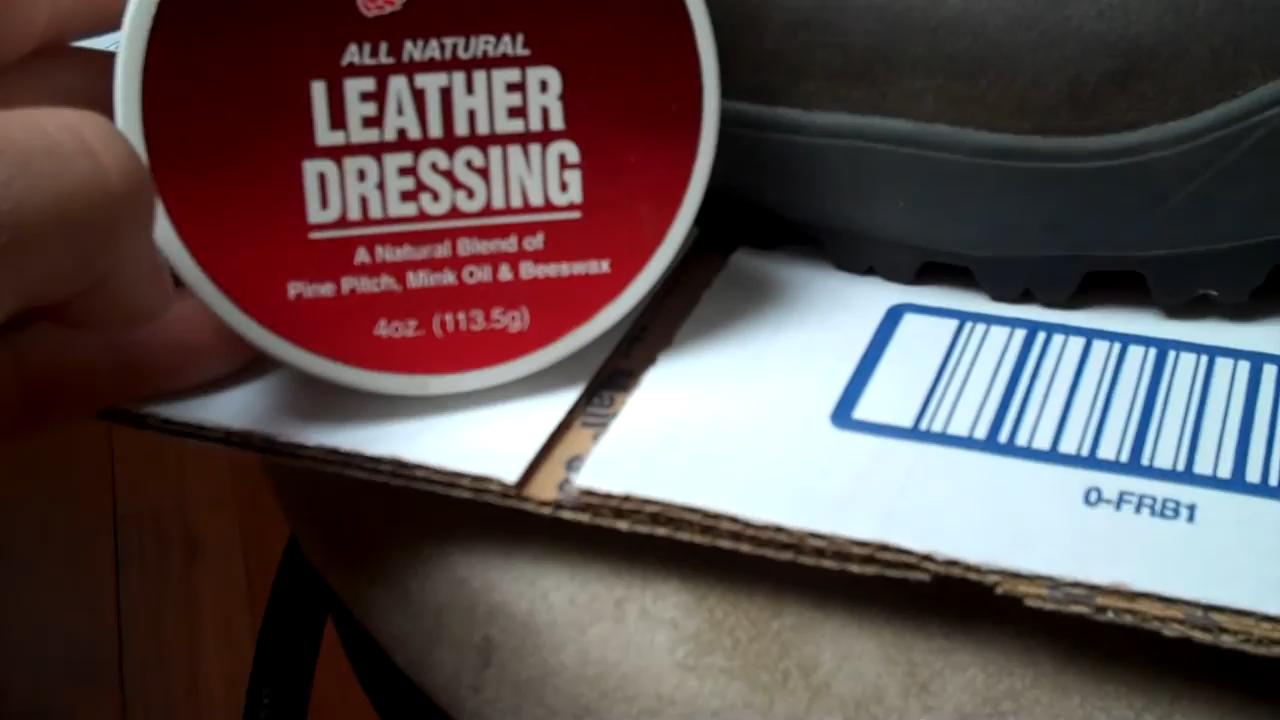 ALL NATURAL
LEATHER
DRESSING
A Natural Blend of
Pine Pitch, Mink Oil & Beeswax
4oz. (113.5g)
0-FRB1